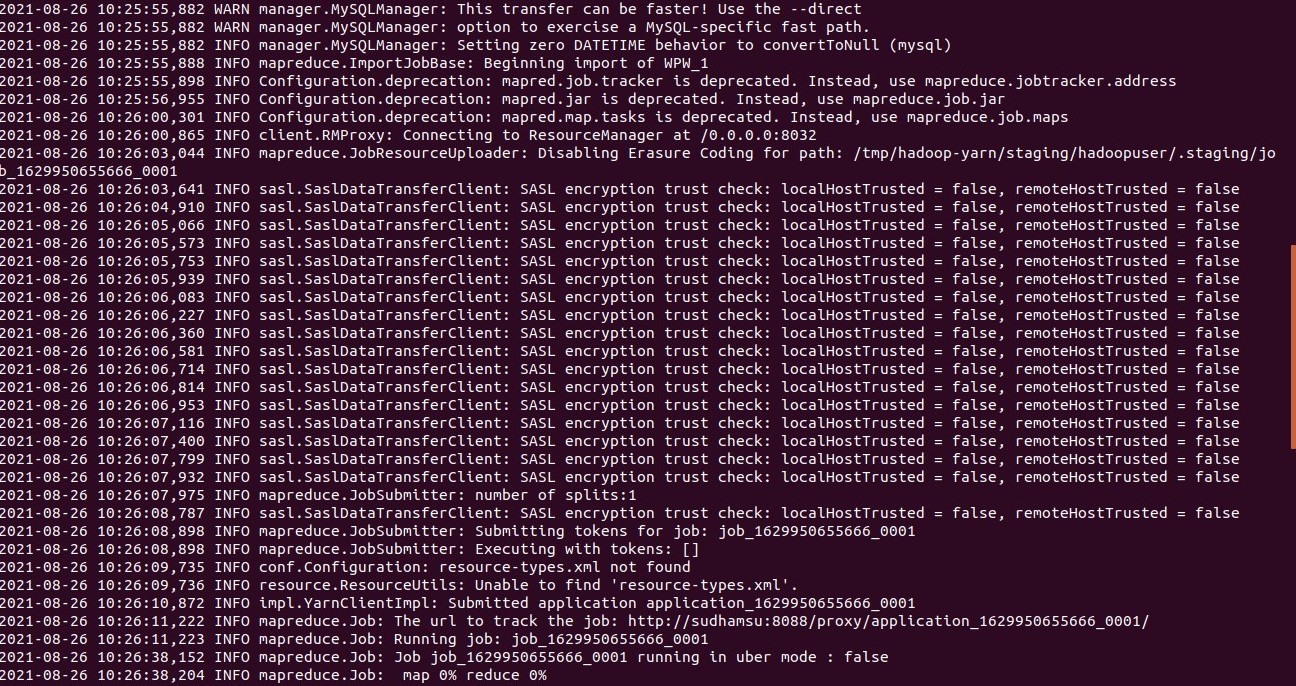 2021-08-26 10:25:55,882 WARN manager.MySQLManager: This transfer can be faster! Use the --direct
2021-08-26 10:25:55,882 WARN manager.MySQLManager: option to exercise a MySQL-specific fast path.
2021-08-26 10:25:55,882 INFO manager.MySQLManager: Setting zero DATETIME behavior to convertToNull (mysql)
2021-08-26 10:25:55,888 INFO mapreduce.ImportJobBase: Beginning import of WPW_1
2021-08-26 10:25:55,898 INFO Configuration.deprecation: mapred.job.tracker is deprecated. Instead, use mapreduce.jobtracker.address
2021-08-26 10:25:56,955 INFO Configuration.deprecation: mapred.jar is deprecated. Instead, use mapreduce.job.jar
2021-08-26 10:26:00,301 INFO Configuration.deprecation: mapred.map.tasks is deprecated. Instead, use mapreduce.job.maps
2021-08-26 10:26:00,865 INFO client.RMProxy: Connecting to ResourceManager at /0.0.0.0:8032
2021-08-26 10:26:03,044 INFO mapreduce.JobResourceUploader: Disabling Erasure Coding for path: /tmp/hadoop-yarn/staging/hadoopuser/.staging/jo
b_1629950655666_0001
2021-08-26 10:26:03,641 INFO sasl.SaslDataTransferClient: SASL encryption trust check: localHostTrusted = false, remoteHostTrusted = false
2021-08-26 10:26:04,910 INFO sasl.SaslDataTransferClient: SASL encryption trust check: localHostTrusted = false, remoteHostTrusted = false
2021-08-26 10:26:05,066 INFO sasl.SaslDataTransferClient: SASL encryption trust check: localHostTrusted = false, remoteHostTrusted = false
2021-08-26 10:26:05,573 INFO sasl.SaslDataTransferClient: SASL encryption trust check: localHostTrusted = false, remoteHostTrusted = false
2021-08-26 10:26:05,753 INFO sasl.SaslDataTransferClient: SASL encryption trust check: localHostTrusted = false, remoteHostTrusted = false
2021-08-26 10:26:05,939 INFO sasl.SaslDataTransferClient: SASL encryption trust check: localHostTrusted = false, remoteHostTrusted = false
2021-08-26 10:26:06,083 INFO sasl.SaslDataTransferClient: SASL encryption trust check: localHostTrusted = false, remoteHostTrusted = false
2021-08-26 10:26:06,227 INFO sasl.SaslDataTransferClient: SASL encryption trust check: localHostTrusted = false, remoteHostTrusted = false
2021-08-26 10:26:06,360 INFO sasl.SaslDataTransferClient: SASL encryption trust check: localHostTrusted = false, remoteHostTrusted = false
2021-08-26 10:26:06,581 INFO sasl.SaslDataTransferClient: SASL encryption trust check: localHostTrusted = false, remoteHostTrusted = false
2021-08-26 10:26:06,714 INFO sasl.SaslDataTransferClient: SASL encryption trust check: localHostTrusted = false, remoteHostTrusted = false
2021-08-26 10:26:06,814 INFO sasl.SaslDataTransferClient: SASL encryption trust check: localHostTrusted = false, remoteHostTrusted = false
2021-08-26 10:26:06,953 INFO sasl.SaslDataTransferClient: SASL encryption trust check: localHostTrusted = false, remoteHostTrusted = false
2021-08-26 10:26:07,116 INFO sasl.SaslDataTransferClient: SASL encryption trust check: localHostTrusted = false, remoteHostTrusted = false
2021-08-26 10:26:07,400 INFO sasl.SaslDataTransferClient: SASL encryption trust check: localHostTrusted = false, remoteHostTrusted = false
2021-08-26 10:26:07,799 INFO sasl.SaslDataTransferClient: SASL encryption trust check: localHostTrusted = false, remoteHostTrusted = false
2021-08-26 10:26:07,932 INFO sasl.SaslDataTransferClient: SASL encryption trust check: localHostTrusted = false, remoteHostTrusted = false
2021-08-26 10:26:07,975 INFO mapreduce.JobSubmitter: number of splits:1
2021-08-26 10:26:08,787 INFO sasl.SaslDataTransferClient: SASL encryption trust check: localHostTrusted = false, remoteHostTrusted = false
2021-08-26 10:26:08,898 INFO mapreduce.JobSubmitter: Submitting tokens for job: job_1629950655666_0001
2021-08-26 10:26:08,898 INFO mapreduce.JobSubmitter: Executing with tokens: []
2021-08-26 10:26:09,735 INFO conf.Configuration: resource-types.xml not found
2021-08-26 10:26:09,736 INFO resource.ResourceUtils: Unable to find 'resource-types.xml'.
2021-08-26 10:26:10,872 INFO impl.YarnClientImpl: Submitted application application_1629950655666_0001
2021-08-26 10:26:11,222 INFO mapreduce.Job: The url to track the job: http://sudhamsu:8088/proxy/application_1629950655666_0001/
2021-08-26 10:26:11,223 INFO mapreduce.Job: Running job: job_1629950655666_0001
2021-08-26 10:26:38,152 INFO mapreduce.Job: Job job_1629950655666_0001 running in uber mode : false
2021-08-26 10:26:38,204 INFO mapreduce.Job:  map 0% reduce 0%